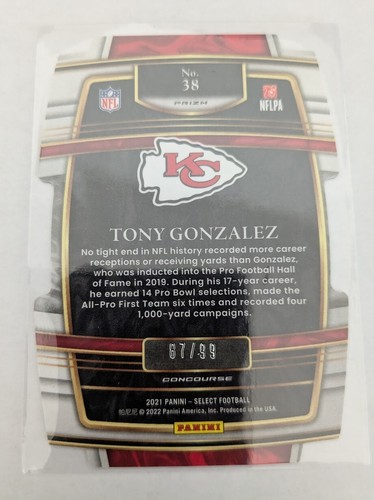 No.
38
PRIZM
NFL
NFLPA
KC
TONY GONZALEZ
No tight end in NFL history recorded more career
receptions or receiving yards than Gonzalez,
who was inducted into the Pro Football Hall
of Fame in 2019. During his 17-year career,
he earned 14 Pro Bowl selections, made the
All-Pro First Team six times and recorded four
1,000-yard campaigns.
67/99
CONCOURSE
2021 PANINI – SELECT FOOTBALL
帕尼尼 © 2022 Panini America, Inc. Produced in the USA.
PANINI